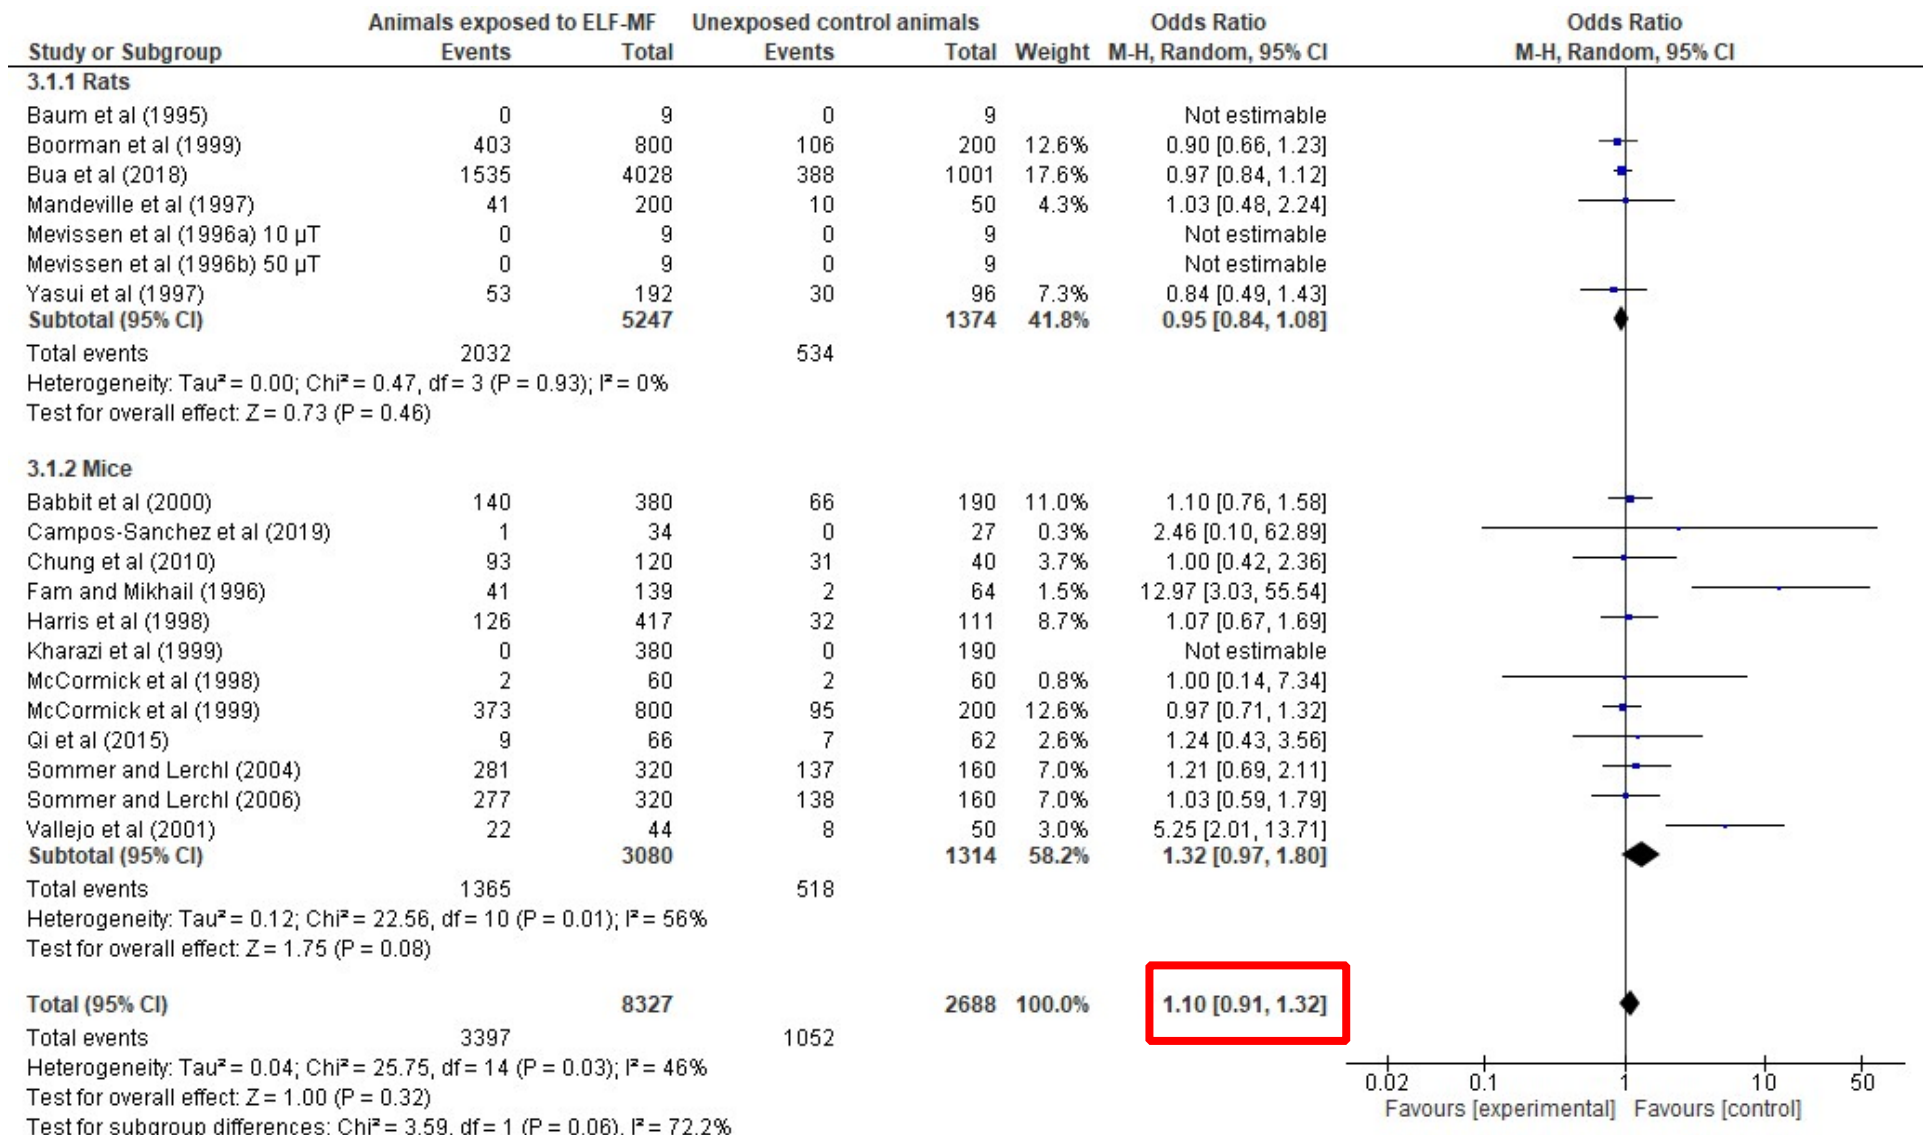 Animals exposed to ELF-MF Unexposed control animals Odds Ratio Odds Ratio
Study or Subgroup Events Total Events Total Weight M-H, Random, 95% CI M-H, Random, 95% CI
3.1.1 Rats
Baum et al (1995) 0 9 0 9 Not estimable
Boorman et al (1999) 403 800 106 200 12.6% 0.90 [0.66, 1.23]
Bua et al (2018) 1535 4028 388 1001 17.6% 0.97 [0.84, 1.12]
Mandeville et al (1997) 41 200 10 50 4.3% 1.03 [0.48, 2.24]
Mevissen et al (1996a) 10 µT 0 9 0 9 Not estimable
Mevissen et al (1996b) 50 µT 0 9 0 9 Not estimable
Yasui et al (1997) 53 192 30 96 7.3% 0.84 [0.49, 1.43]
Subtotal (95% CI) 5247 1374 41.8% 0.95 [0.84, 1.08]
Total events 2032 534
Heterogeneity: Tau² = 0.00; Chi² = 0.47, df = 3 (P = 0.93); I² = 0%
Test for overall effect: Z = 0.73 (P = 0.46)
3.1.2 Mice
Babbit et al (2000) 140 380 66 190 11.0% 1.10 [0.76, 1.58]
Campos-Sanchez et al (2019) 1 34 0 27 0.3% 2.46 [0.10, 62.89]
Chung et al (2010) 93 120 31 40 3.7% 1.00 [0.42, 2.36]
Fam and Mikhail (1996) 41 139 2 64 1.5% 12.97 [3.03, 55.54]
Harris et al (1998) 126 417 32 111 8.7% 1.07 [0.67, 1.69]
Kharazi et al (1999) 0 380 0 190 Not estimable
McCormick et al (1998) 2 60 2 60 0.8% 1.00 [0.14, 7.34]
McCormick et al (1999) 373 800 95 200 12.6% 0.97 [0.71, 1.32]
Qi et al (2015) 9 66 7 62 2.6% 1.24 [0.43, 3.56]
Sommer and Lerchl (2004) 281 320 137 160 7.0% 1.21 [0.69, 2.11]
Sommer and Lerchl (2006) 277 320 138 160 7.0% 1.03 [0.59, 1.79]
Vallejo et al (2001) 22 44 8 50 3.0% 5.25 [2.01, 13.71]
Subtotal (95% CI) 3080 1314 58.2% 1.32 [0.97, 1.80]
Total events 1365 518
Heterogeneity: Tau² = 0.12; Chi² = 22.56, df = 10 (P = 0.01); I² = 56%
Test for overall effect: Z = 1.75 (P = 0.08)
Total (95% CI) 8327 2688 100.0% 1.10 [0.91, 1.32]
Total events 3397 1052
Heterogeneity: Tau² = 0.04; Chi² = 25.75, df = 14 (P = 0.03); I² = 46%
Test for overall effect: Z = 1.00 (P = 0.32)
Test for subgroup differences: Chi² = 3.59, df = 1 (P = 0.06), I² = 72.2%
0.02 0.1 1 10 50
Favours [experimental] Favours [control]